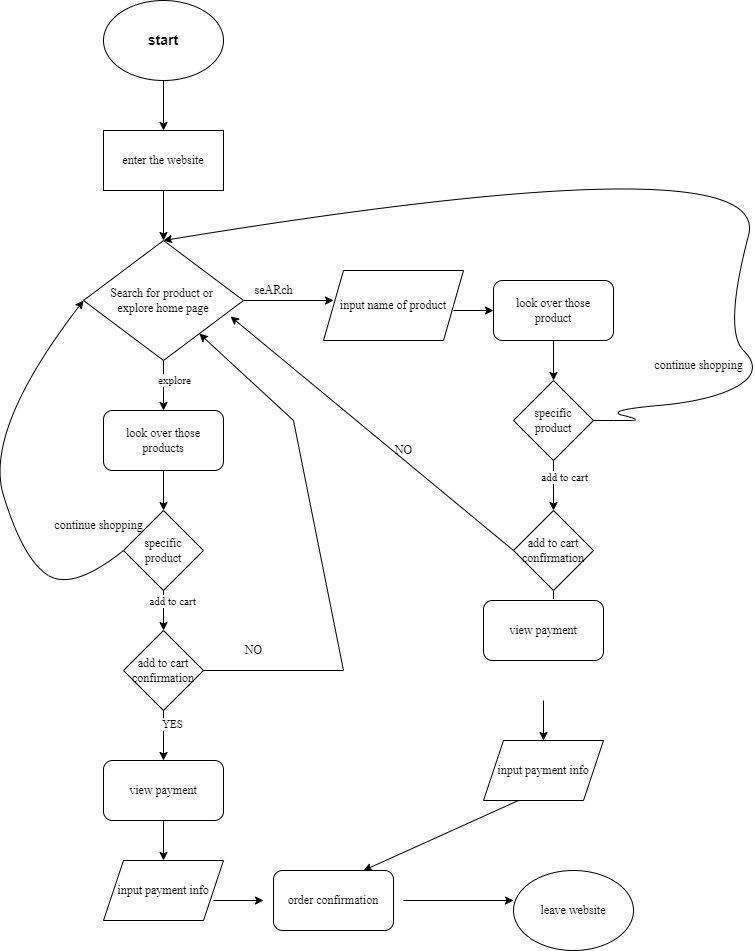 start
enter the website
Search for product or
explore home page
seARch
input name of product
look over those
product
continue shopping
specific
product
add to cart
NO
add to cart
confirmation
view payment
input payment info
explore
look over those
products
continue shopping
specific
product
add to cart
add to cart
confirmation
NO
YES
view payment
input payment info
order confirmation
leave website